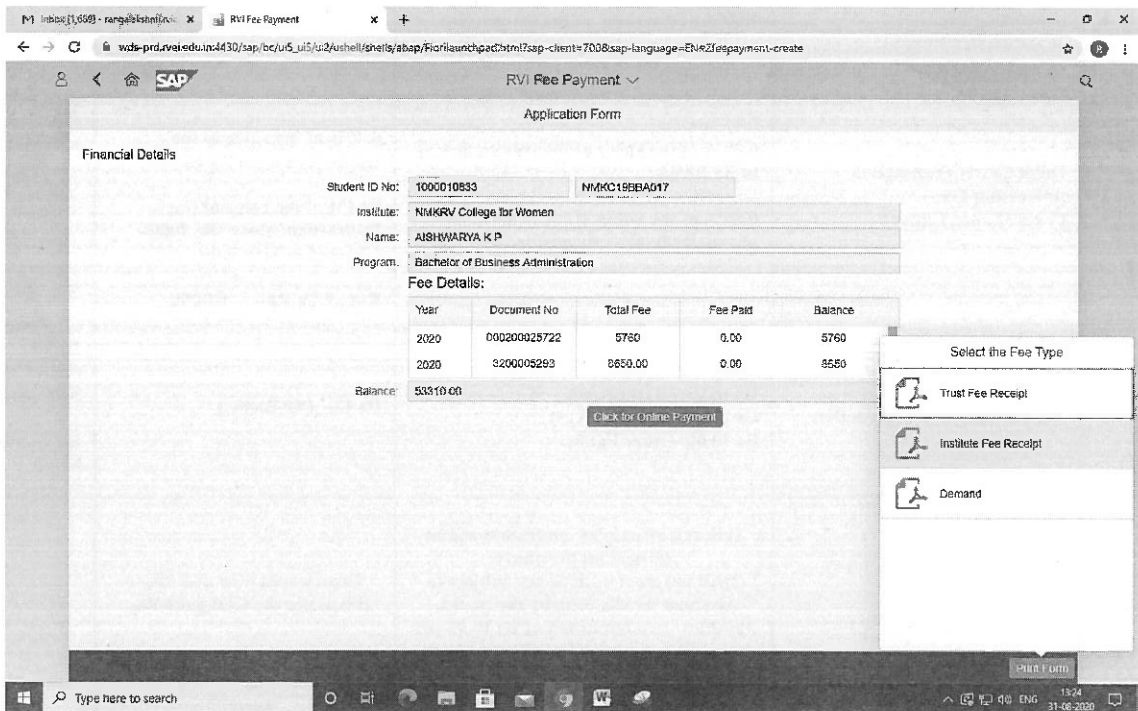 RVI Fee Payment
SAP
RVI Fee Payment
Application Form
Financial Details
Student ID No: 1000010833 NMKC19BBA017
Institute: NMKRV College for Women
Name: AISHWARYA K P
Program: Bachelor of Business Administration
Fee Details:
Year Document No Total Fee Fee Paid Balance
2020 000200025722 5760 0.00 5760
2020 3200005293 8650.00 0.00
Balance: 53310.00
Click for Online Payment
Select the Fee Type
Trust Fee Receipt
Institute Fee Receipt
Demand
Print Form
Type here to search
ENG
13:24
31-08-2020